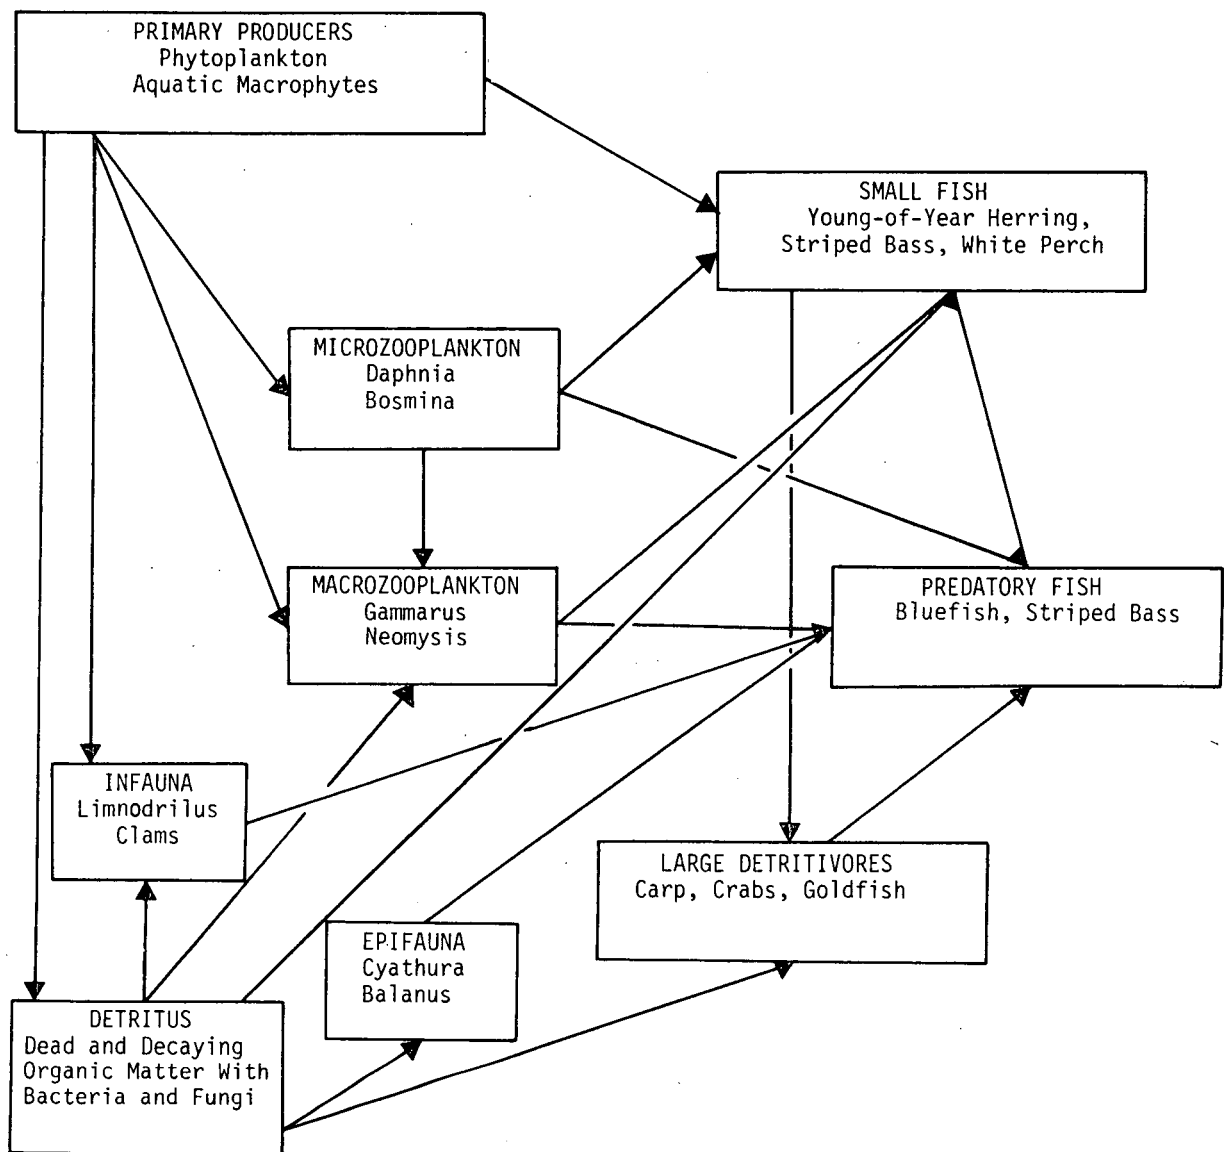 PRIMARY PRODUCERS
Phytoplankton
Aquatic Macrophytes
SMALL FISH
Young-of-Year Herring,
Striped Bass, White Perch
MICROZOOPLANKTON
Daphnia
Bosmina
MACROZOOPLANKTON
Gammarus
Neomysis
PREDATORY FISH
Bluefish, Striped Bass
INFAUNA
Limnodrilus
Clams
LARGE DETRITIVORES
Carp, Crabs, Goldfish
EPIFAUNA
Cyathura
Balanus
DETRITUS
Dead and Decaying
Organic Matter With
Bacteria and Fungi